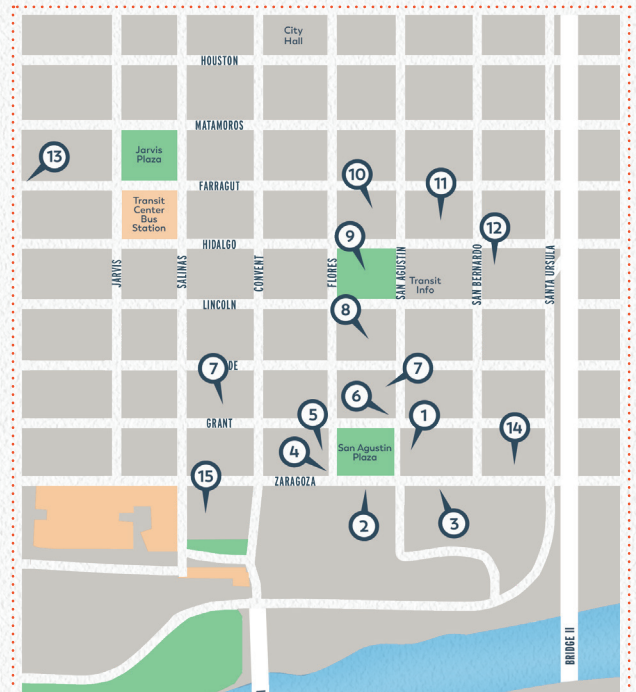 City
Hall
HOUSTON
MATAMOROS
13
Jarvis
Plaza
10
11
FARRAGUT
Transit
Center
Bus
Station
12
9
HIDALGO
JARVIS
SALINAS
CONVENT
FLORES
SAN AGUSTIN
SAN BERNARDO
SANTA URSULA
Transit
Info
LINCOLN
8
7
DE
7
6
GRANT
5
1
14
4
San Agustin
Plaza
15
ZARAGOZA
2
3
BRIDGE II